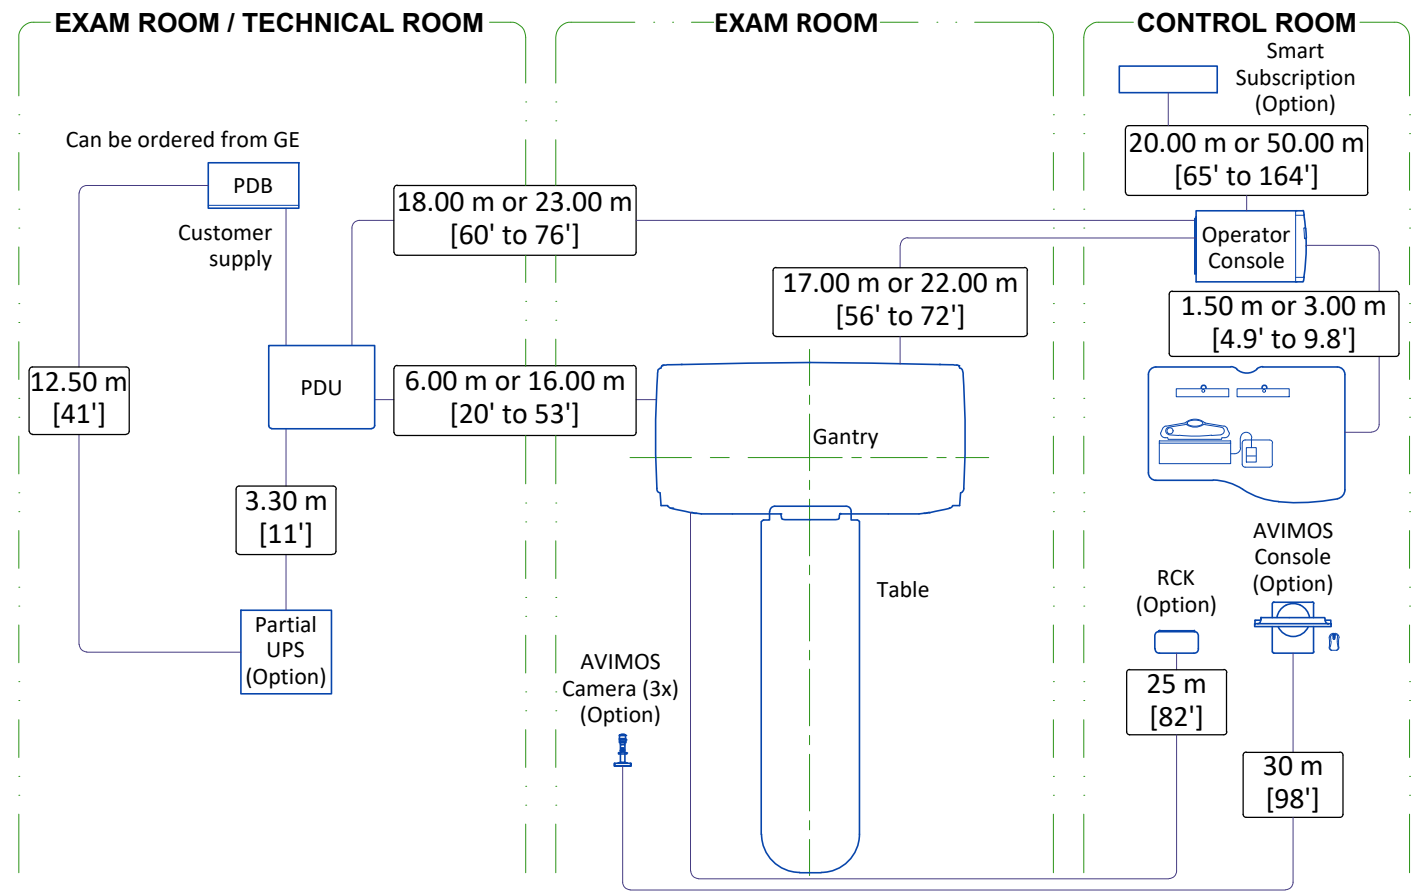 EXAM ROOM / TECHNICAL ROOM
EXAM ROOM
CONTROL ROOM
Smart
Subscription
(Option)
Can be ordered from GE
PDB
Customer
supply
18.00 m or 23.00 m
[60' to 76']
20.00 m or 50.00 m
[65' to 164']
Operator
Console
17.00 m or 22.00 m
[56' to 72']
1.50 m or 3.00 m
[4.9' to 9.8']
12.50 m
[41']
PDU
6.00 m or 16.00 m
[20' to 53']
Gantry
3.30 m
[11']
Table
Partial
UPS
(Option)
AVIMOS
Camera (3x)
(Option)
RCK
(Option)
AVIMOS
Console
(Option)
25 m
[82']
30 m
[98']